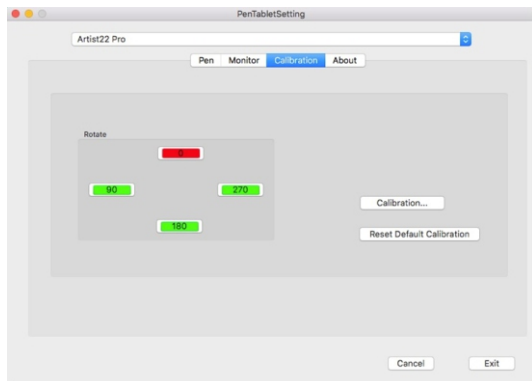 PenTabletSetting
Artist22 Pro
Pen Monitor Calibration About
Rotate
0
90 270
180
Calibration...
Reset Default Calibration
Cancel Exit